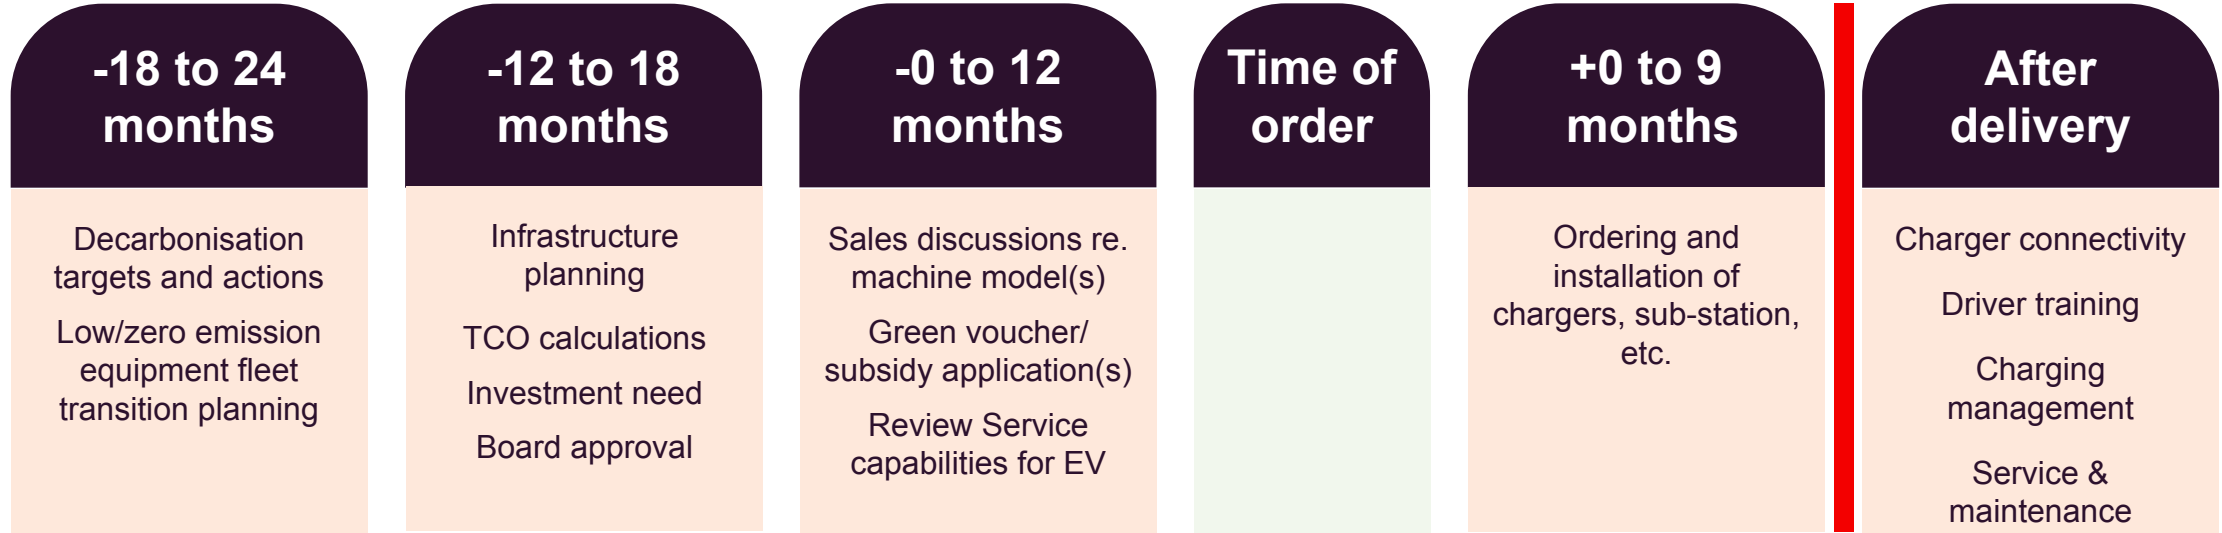 -18 to 24
months
Decarbonisation
targets and actions
Low/zero emission
equipment fleet
transition planning
-12 to 18
months
Infrastructure
planning
TCO calculations
Investment need
Board approval
-0 to 12
months
Sales discussions re.
machine model(s)
Green voucher/
subsidy application(s)
Review Service
capabilities for EV
Time of
order
+0 to 9
months
Ordering and
installation of
chargers, sub-station,
etc.
After
delivery
Charger connectivity
Driver training
Charging
management
Service &
maintenance